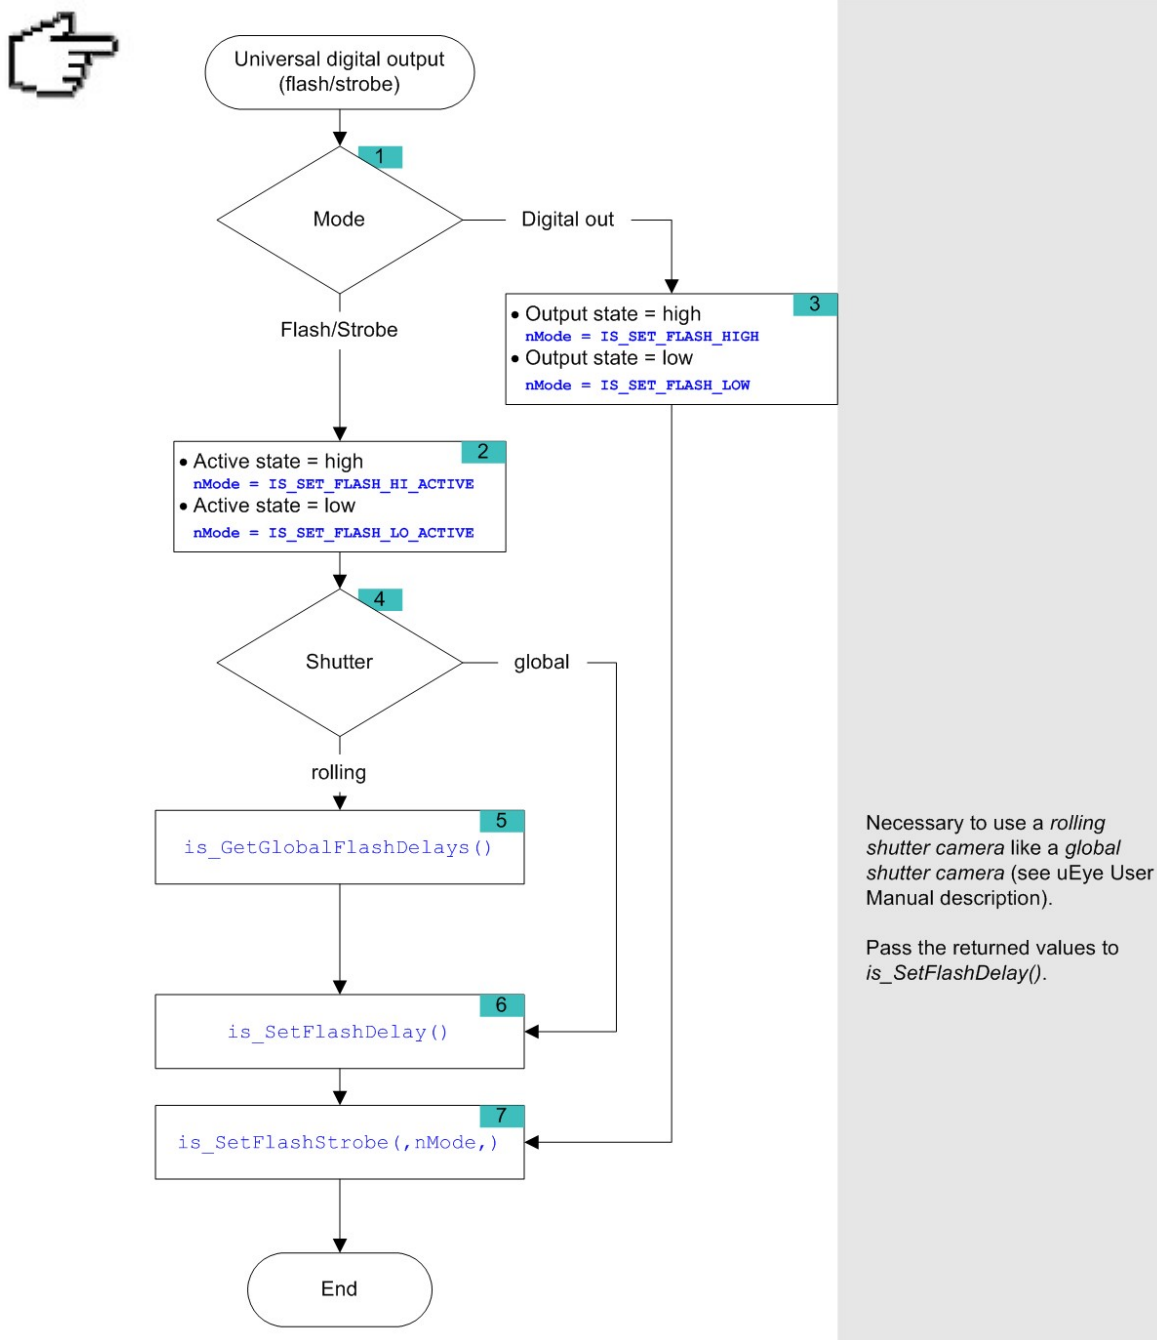 Universal digital output
(flash/strobe)
1
Mode
Digital out
Flash/Strobe
3
• Output state = high
nMode = IS_SET_FLASH_HIGH
• Output state = low
nMode = IS_SET_FLASH_LOW
2
• Active state = high
nMode = IS_SET_FLASH_HI_ACTIVE
• Active state = low
nMode = IS_SET_FLASH_LO_ACTIVE
4
Shutter
global
rolling
5
is_GetGlobalFlashDelays()
Necessary to use a rolling
shutter camera like a global
shutter camera (see uEye User
Manual description).
Pass the returned values to
is_SetFlashDelay().
6
is_SetFlashDelay()
7
is_SetFlashStrobe(,nMode,)
End